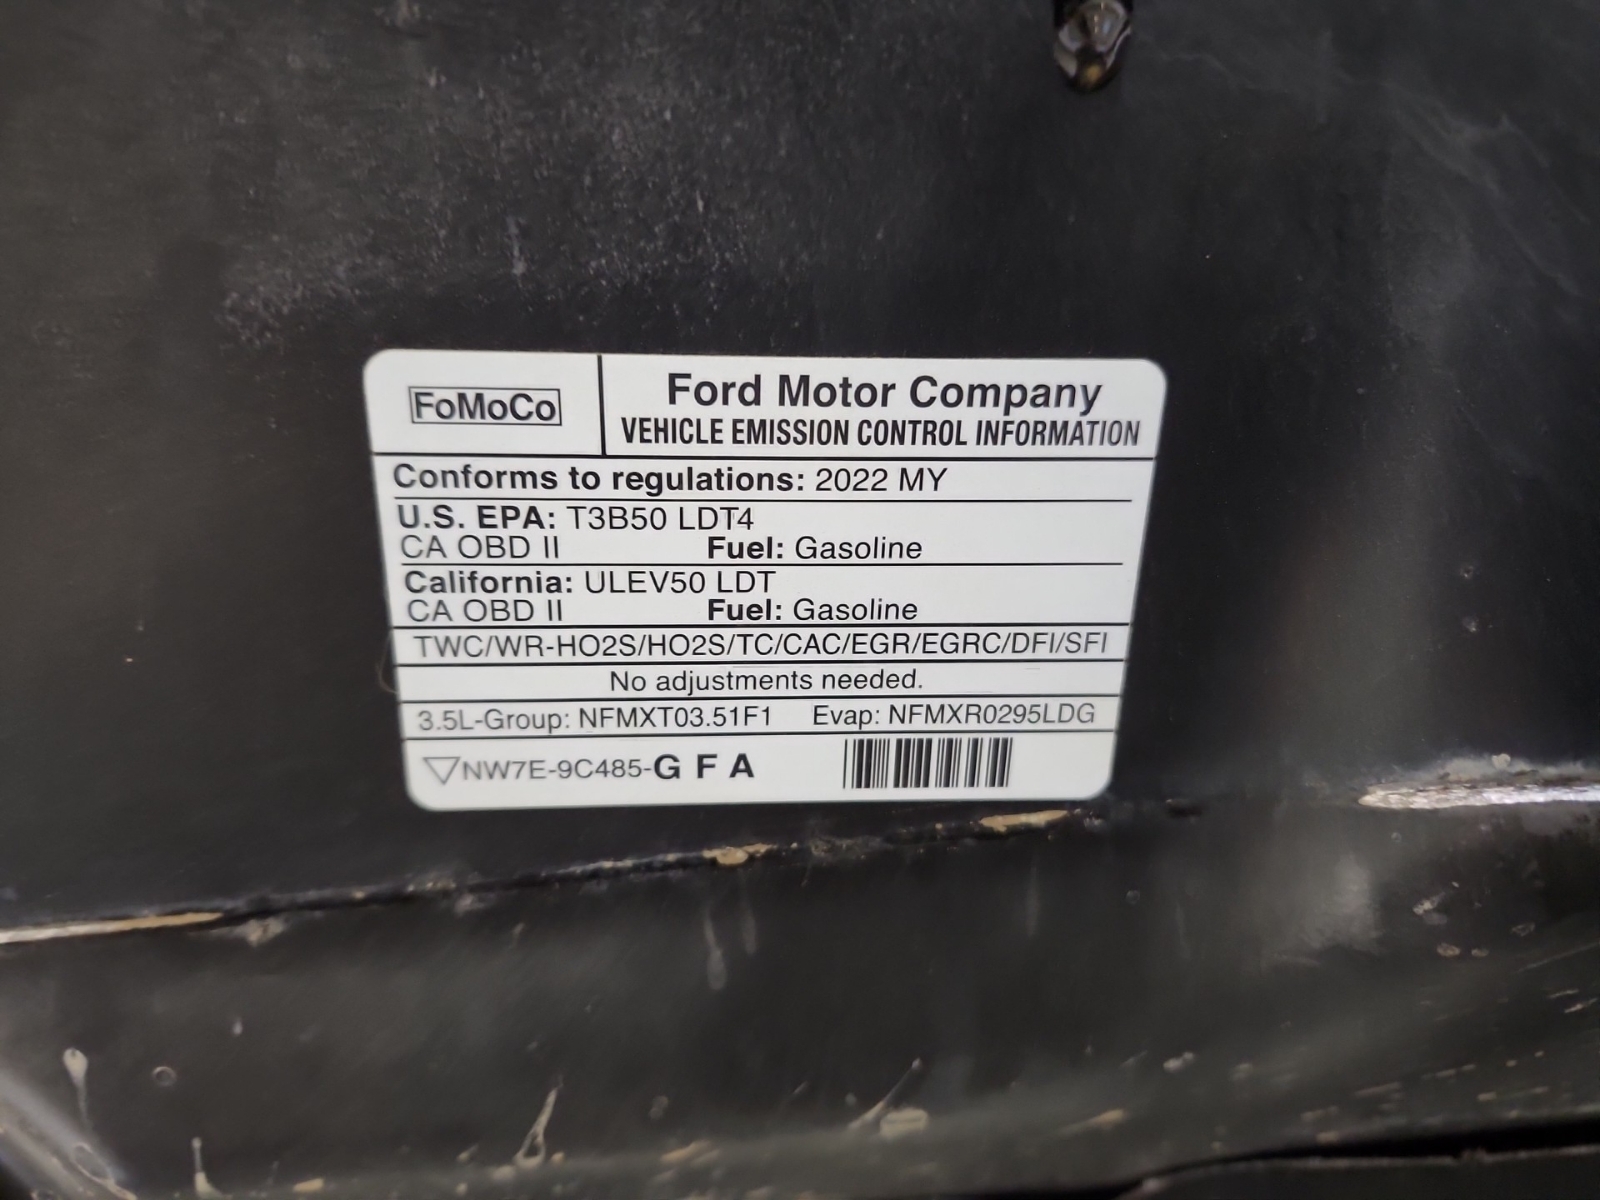 FoMoCo
Ford Motor Company
VEHICLE EMISSION CONTROL INFORMATION
Conforms to regulations: 2022 MY
U.S. EPA: T3B50 LDT4
CA OBD II Fuel: Gasoline
California: ULEV50 LDT
CA OBD II Fuel: Gasoline
TWC/WR-HO2S/HO2S/TC/CAC/EGR/EGRC/DFI/SFI
No adjustments needed.
3.5L-Group: NFMXT03.51F1 Evap: NFMXR0295LDG
▽NW7E-9C485-G F A